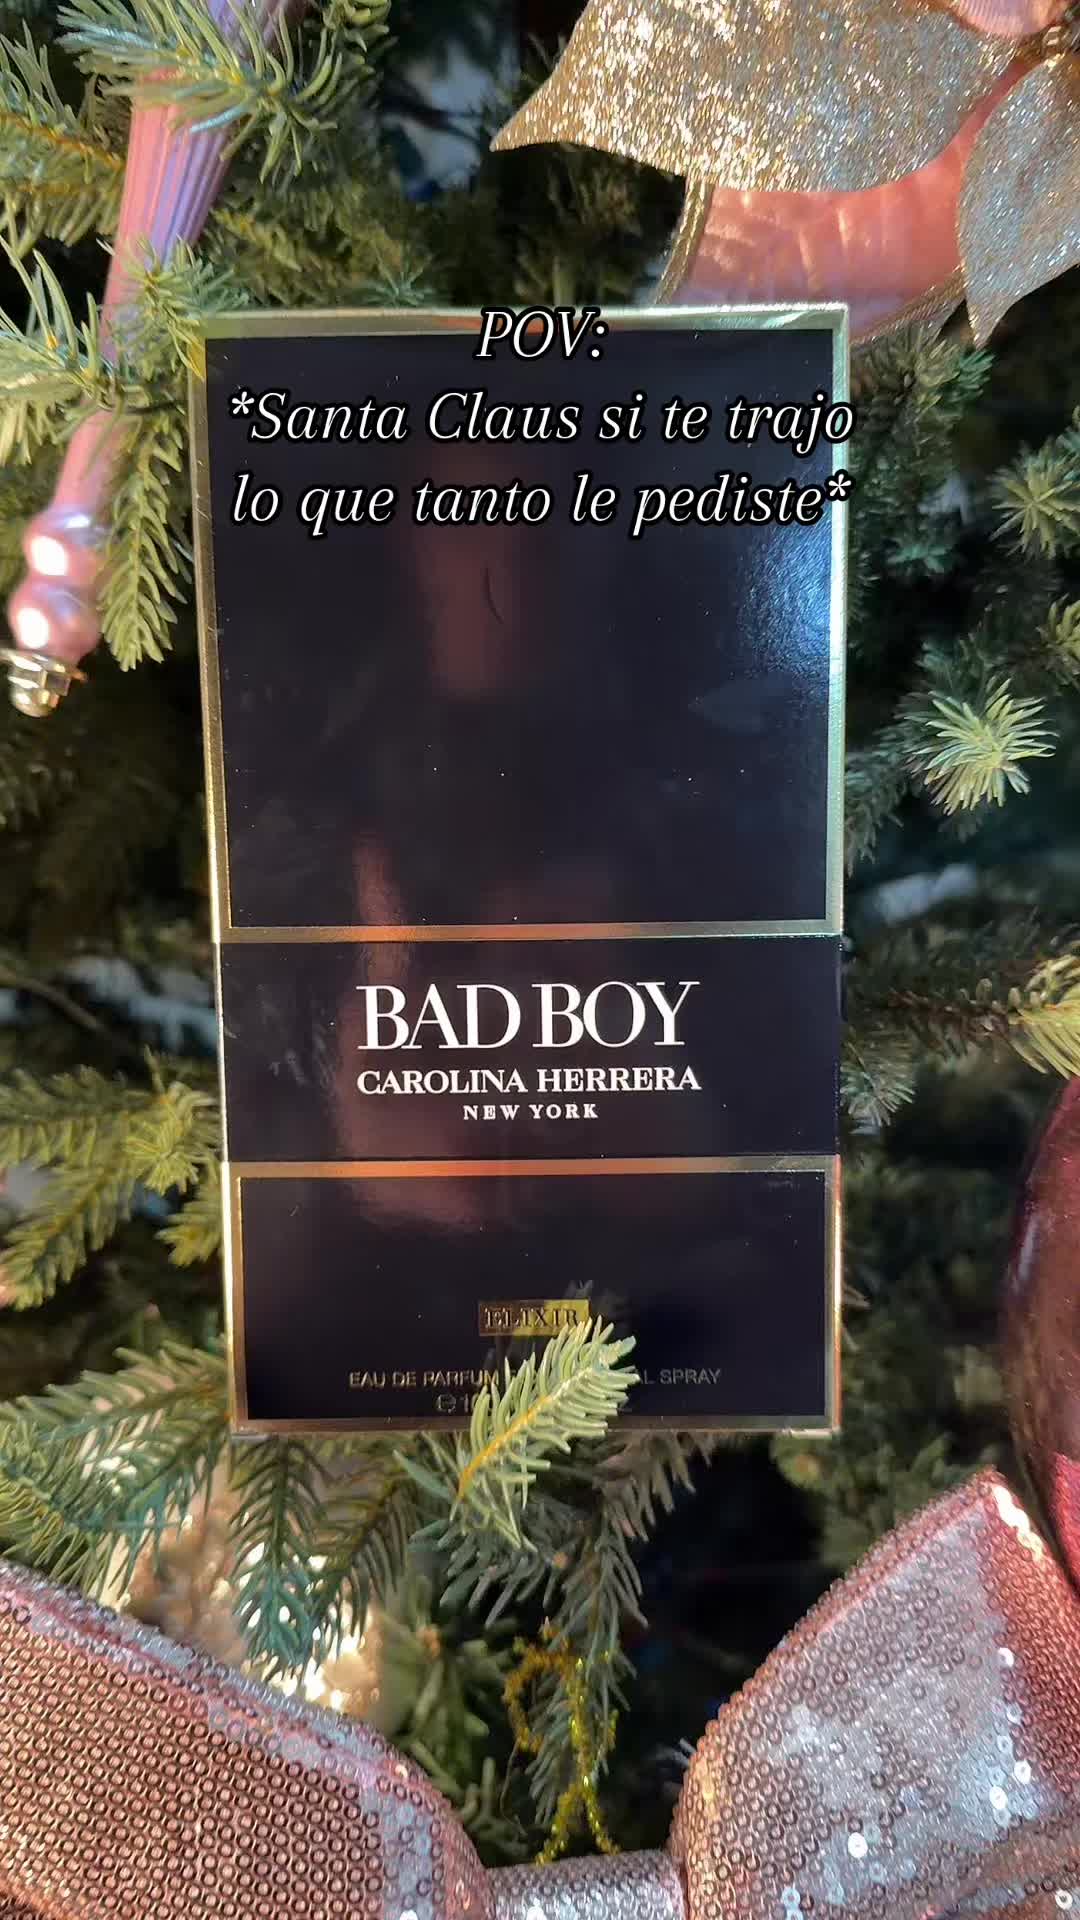 POV:
*Santa Claus si te trajo
lo que tanto le pediste*
BAD BOY
CAROLINA HERRERA
NEW YORK
ELIXIR
EAU DE PARFUM SPRAY